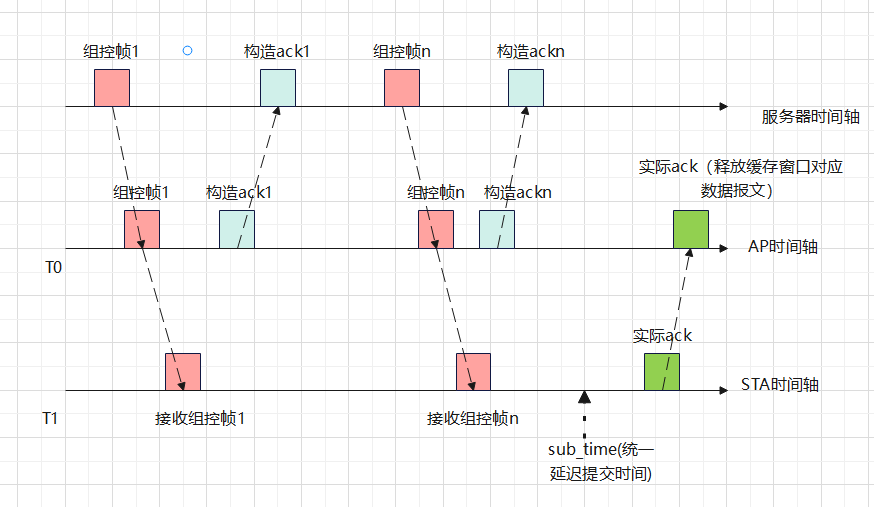 组控帧1
构造ack1
组控帧n
构造ackn
服务器时间轴
实际ack（释放缓存窗口对应
数据报文）
组控帧1
构造ack1
组控帧n
构造ackn
AP时间轴
T0
实际ack
STA时间轴
T1
接收组控帧1
接收组控帧n
sub_time(统一
延迟提交时间)